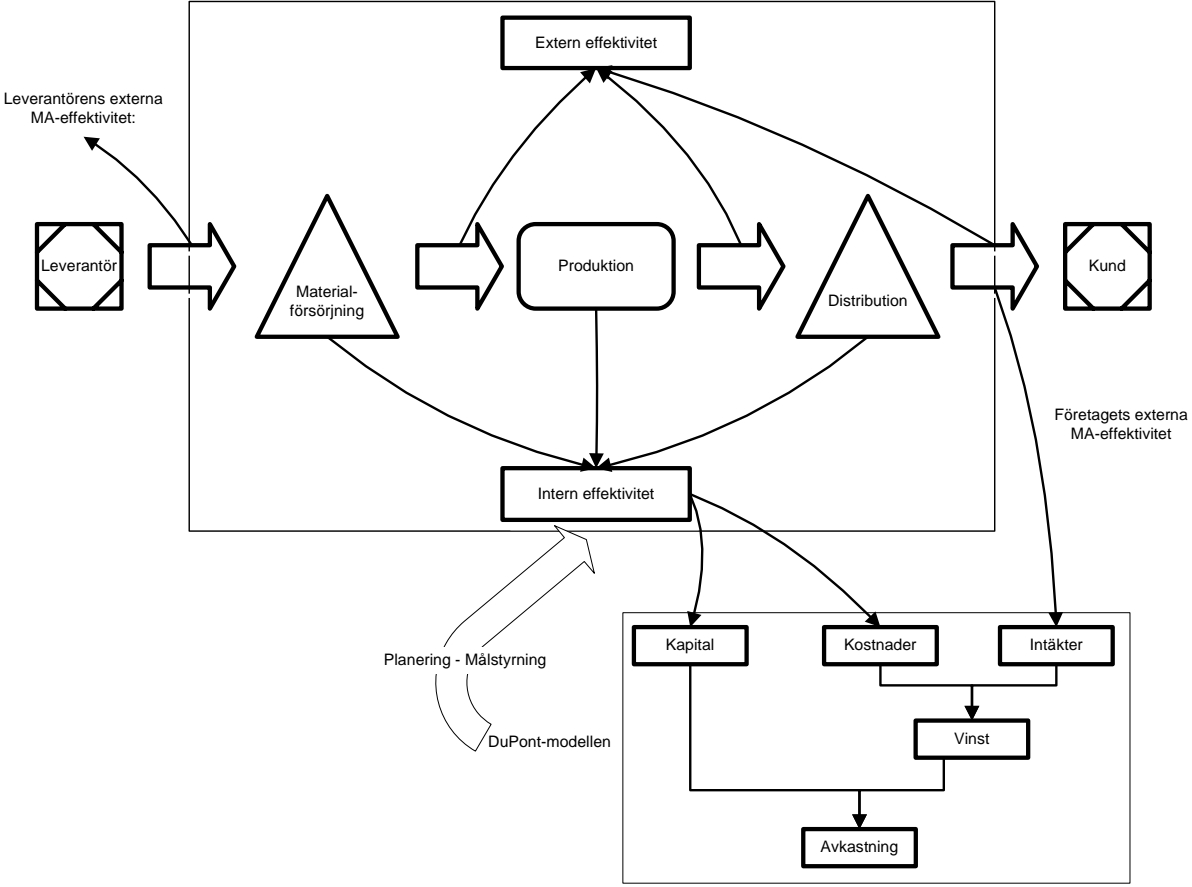 Extern effektivitet
Leverantörens externa
MA-effektivitet:
Leverantör
Material-
försörjning
Produktion
Distribution
Kund
Företagets externa
MA-effektivitet
Intern effektivitet
Kapital
Kostnader
Intäkter
Planering - Målstyrning
DuPont-modellen
Vinst
Avkastning